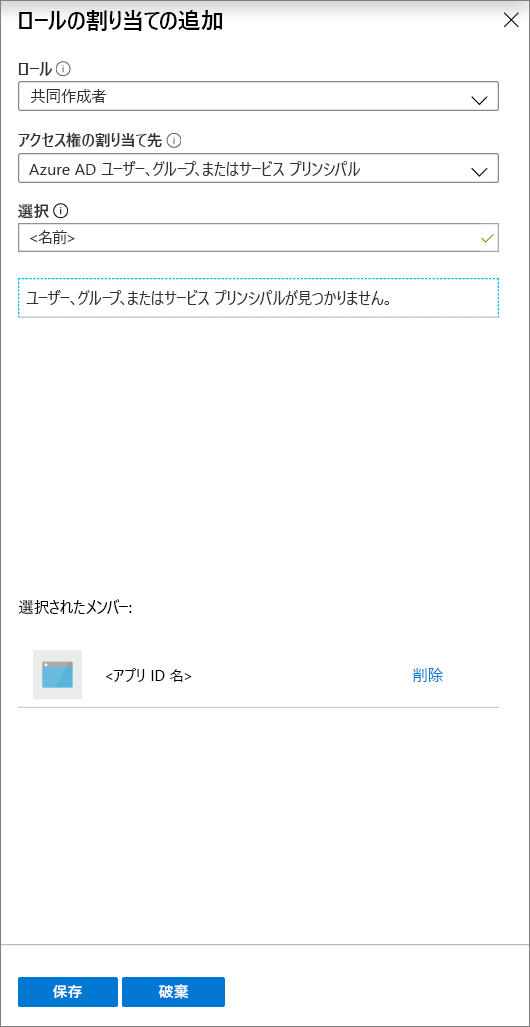 ロールの割り当ての追加
ロール
共同作成者
アクセス権の割り当て先
Azure AD ユーザー、グループ、またはサービス プリンシパル
選択
<名前>
ユーザー、グループ、またはサービス プリンシパルが見つかりません。
選択されたメンバー:
<アプリ ID 名>
削除
保存
破棄